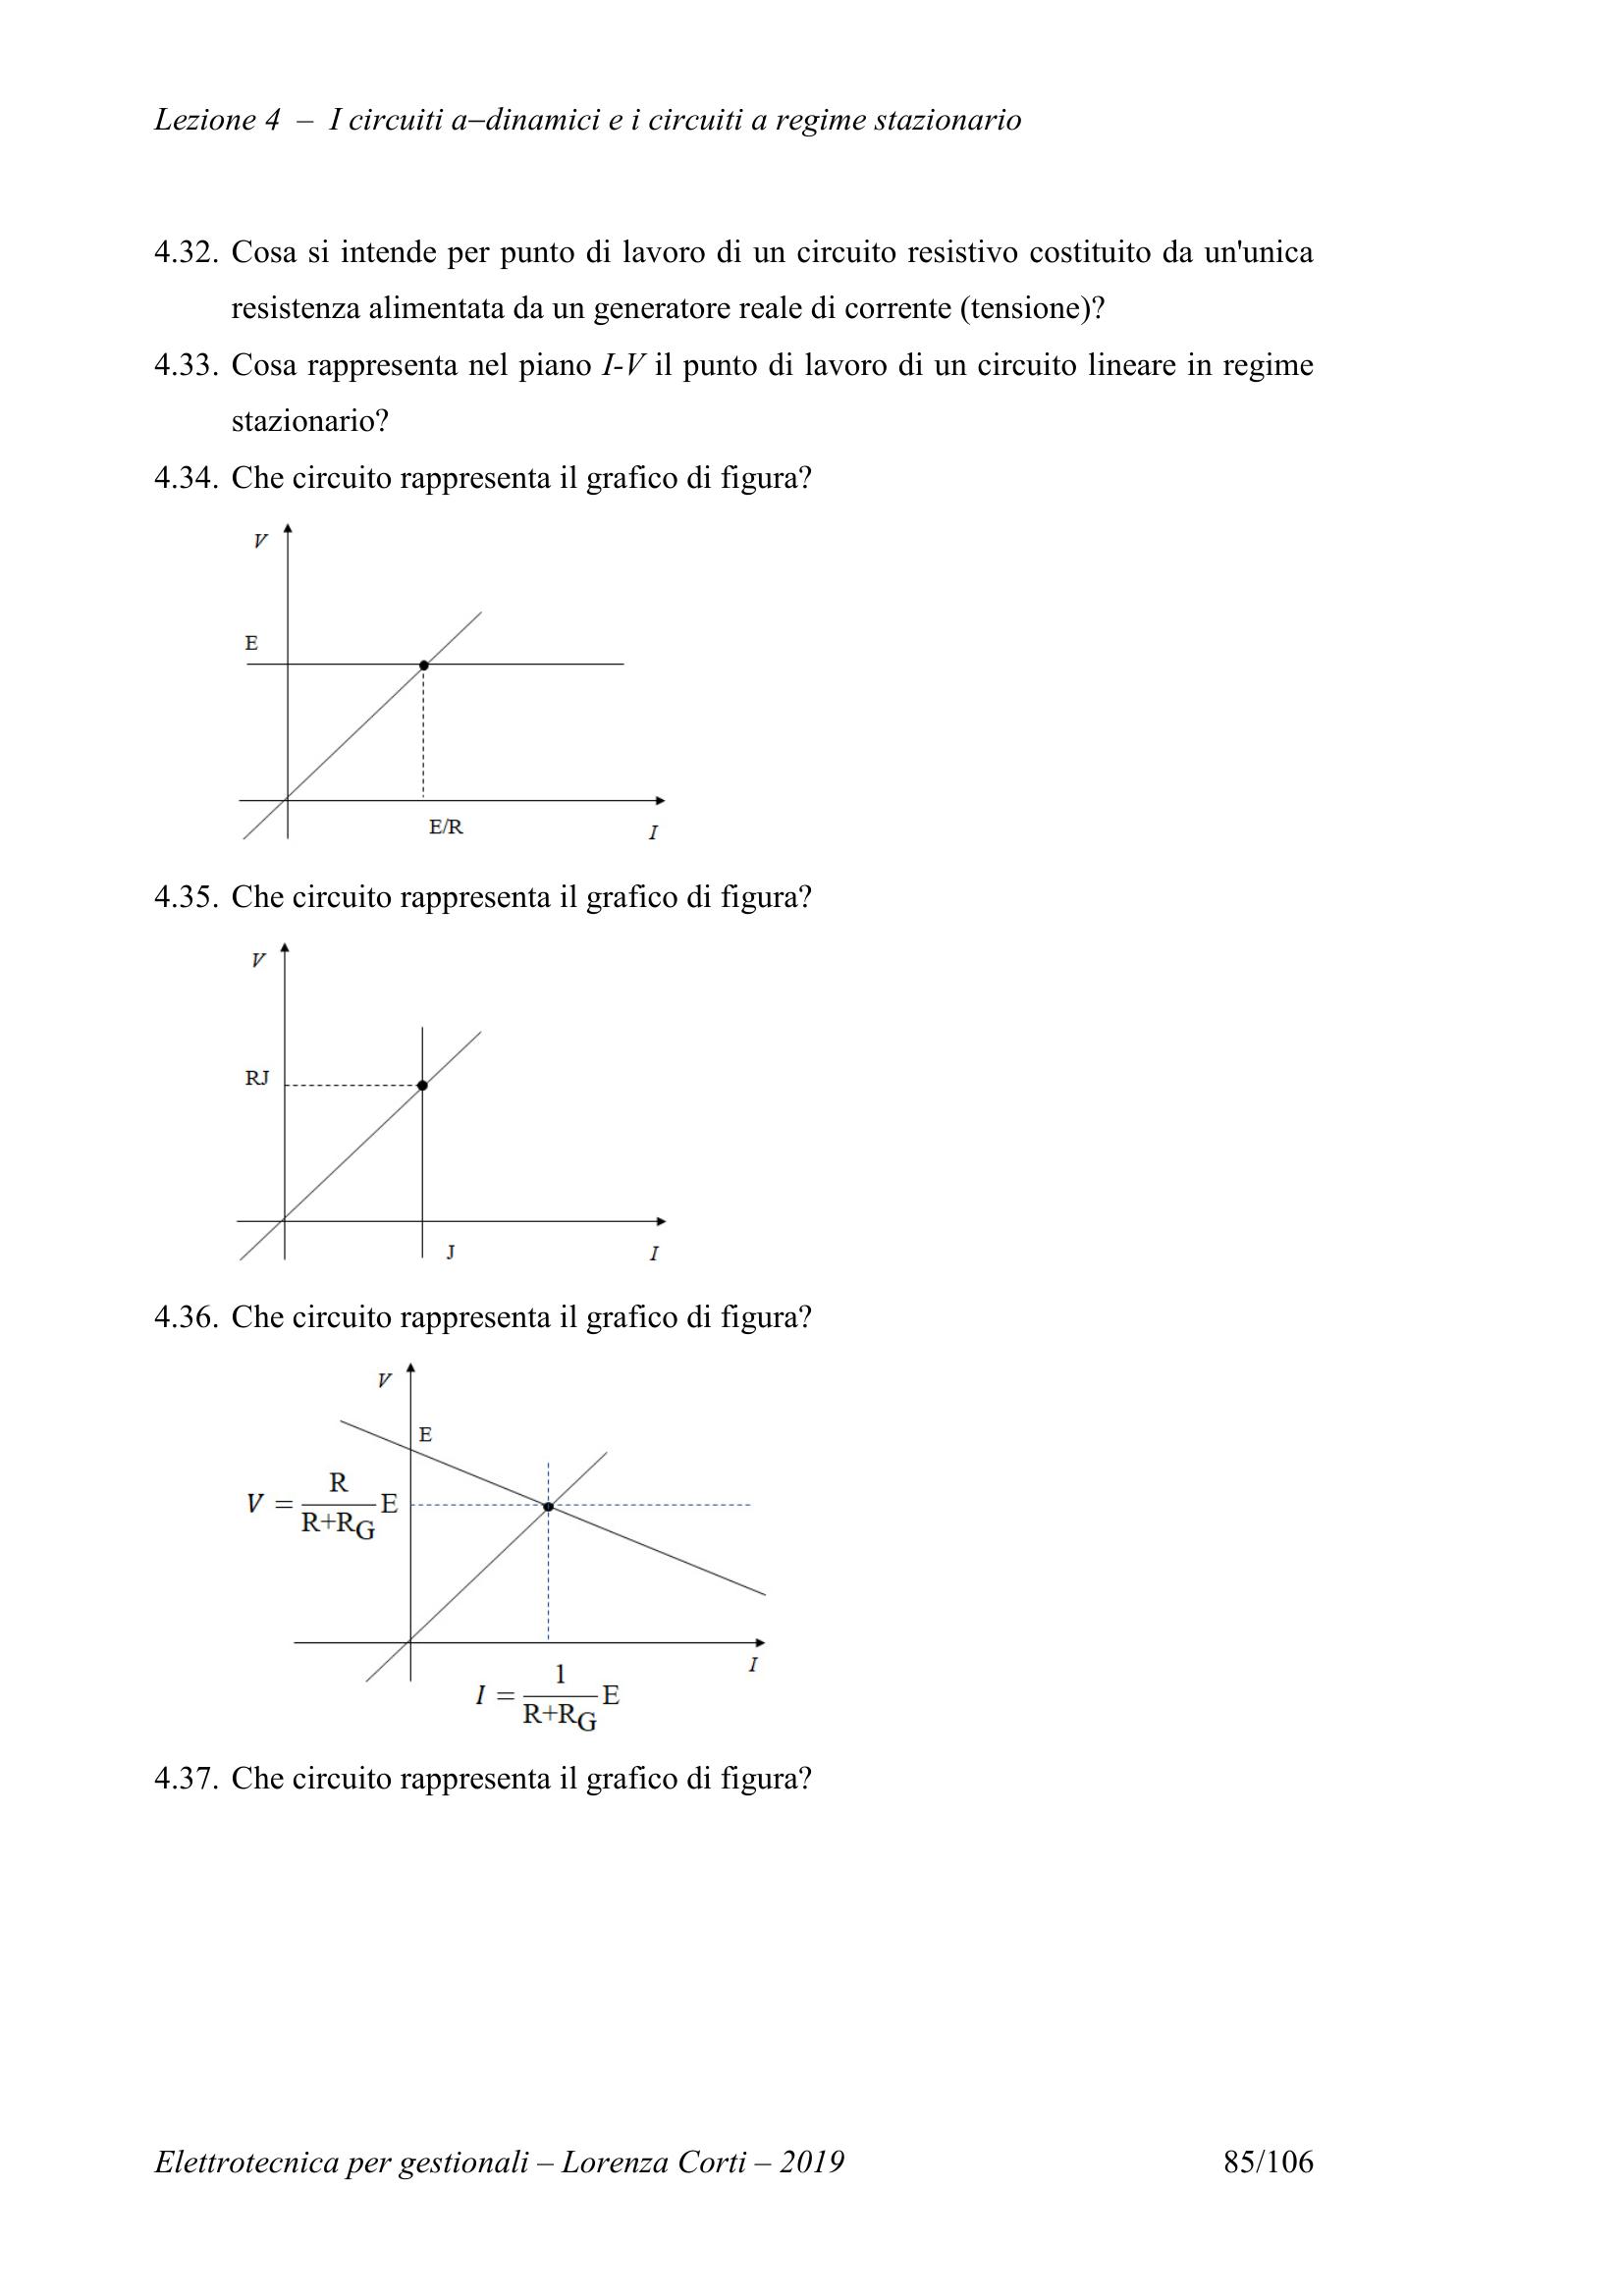 Lezione 4 – I circuiti a–dinamici e i circuiti a regime stazionario
4.32. Cosa si intende per punto di lavoro di un circuito resistivo costituito da un'unica
resistenza alimentata da un generatore reale di corrente (tensione)?
4.33. Cosa rappresenta nel piano I-V il punto di lavoro di un circuito lineare in regime
stazionario?
4.34. Che circuito rappresenta il grafico di figura?
V
E
E/R
I
4.35. Che circuito rappresenta il grafico di figura?
V
RJ
J
I
4.36. Che circuito rappresenta il grafico di figura?
V
E
V = R/(R+RG) E
I
I = 1/(R+RG) E
4.37. Che circuito rappresenta il grafico di figura?
Elettrotecnica per gestionali – Lorenza Corti – 2019 85/106